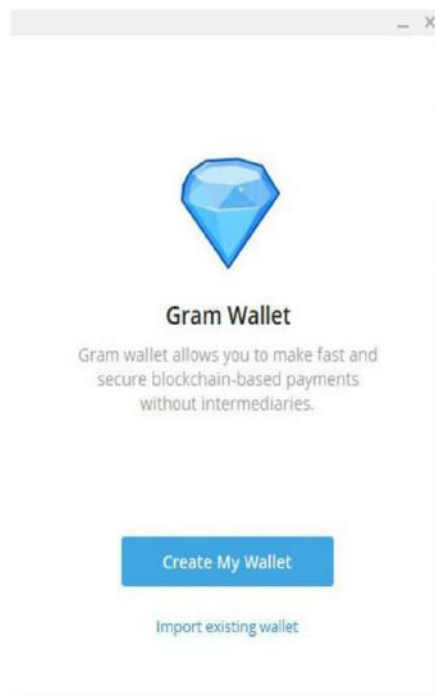 Gram Wallet
Gram wallet allows you to make fast and
secure blockchain-based payments
without intermediaries.
Create My Wallet
Import existing wallet